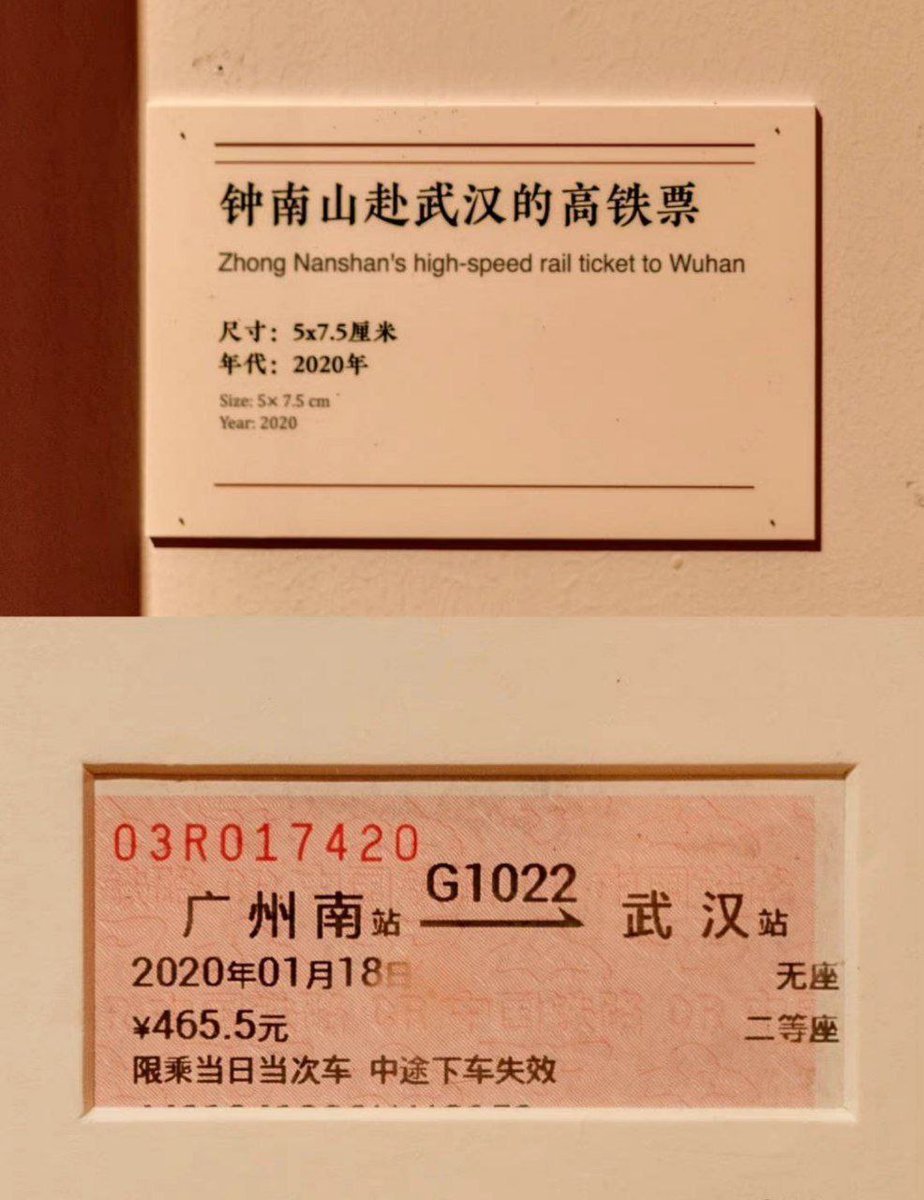 钟南山赴武汉的高铁票
Zhong Nanshan's high-speed rail ticket to Wuhan
尺寸：5x7.5厘米
年代：2020年
Size: 5× 7.5 cm
Year: 2020
03R017420
广州南站 G1022 武汉站
2020年01月18日
无座
¥465.5元
二等座
限乘当日当次车 中途下车失效